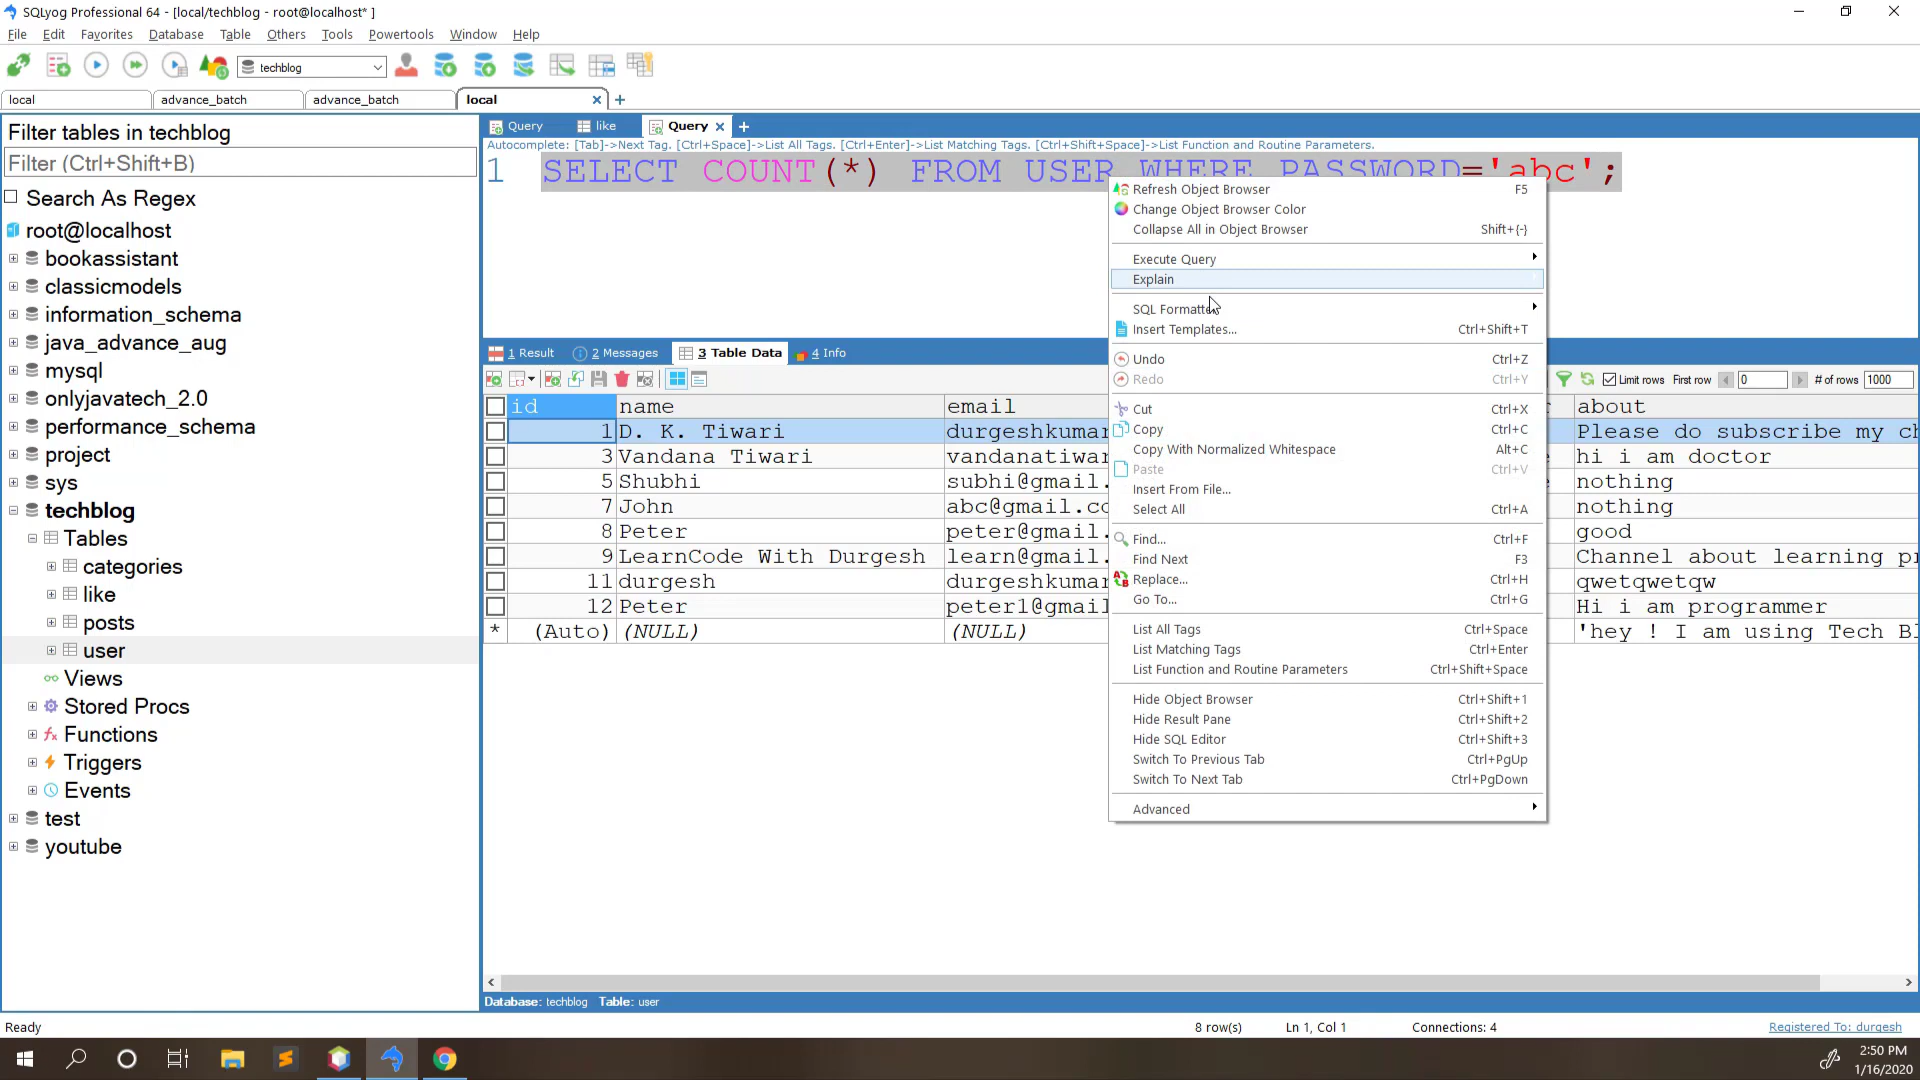 SQLyog Professional 64 - [local/techblog - root@localhost* ]
File Edit Favorites Database Table Others Tools Powertools Window Help
techblog
local advance_batch advance_batch local
Filter tables in techblog
Filter (Ctrl+Shift+B)
Search As Regex
root@localhost
bookassistant
classicmodels
information_schema
java_advance_aug
mysql
onlyjavatech_2.0
performance_schema
project
sys
techblog
Tables
categories
like
posts
user
Views
Stored Procs
Functions
Triggers
Events
test
youtube
Query like Query
Autocomplete: [Tab]->Next Tag. [Ctrl+Space]->List All Tags. [Ctrl+Enter]->List Matching Tags. [Ctrl+Shift+Space]->List Function and Routine Parameters.
1 SELECT COUNT(*) FROM USER WHERE PASSWORD='abc';
Refresh Object Browser F5
Change Object Browser Color
Collapse All in Object Browser Shift+{-}
Execute Query
Explain
SQL Formatter
Insert Templates... Ctrl+Shift+T
Undo Ctrl+Z
Redo Ctrl+Y
Cut Ctrl+X
Copy Ctrl+C
Copy With Normalized Whitespace Alt+C
Paste Ctrl+V
Insert From File...
Select All Ctrl+A
Find... Ctrl+F
Find Next F3
Replace... Ctrl+H
Go To... Ctrl+G
List All Tags Ctrl+Space
List Matching Tags Ctrl+Enter
List Function and Routine Parameters Ctrl+Shift+Space
Hide Object Browser Ctrl+Shift+1
Hide Result Pane Ctrl+Shift+2
Hide SQL Editor Ctrl+Shift+3
Switch To Previous Tab Ctrl+PgUp
Switch To Next Tab Ctrl+PgDown
Advanced
1 Result 2 Messages 3 Table Data 4 Info
Limit rows First row 0 # of rows 1000
id name email about
1 D. K. Tiwari durgeshkumar Please do subscribe my ch
3 Vandana Tiwari vandanatiwar hi i am doctor
5 Shubhi subhi@gmail. nothing
7 John abc@gmail.co nothing
8 Peter peter@gmail. good
9 LearnCode With Durgesh learn@gmail. Channel about learning pr
11 durgesh durgeshkumar qwetqwetqw
12 Peter peter1@gmail Hi i am programmer
* (Auto) (NULL) (NULL) 'hey ! I am using Tech Bl
Database: techblog Table: user
Ready 8 row(s) Ln 1, Col 1 Connections: 4 Registered To: durgesh
2:50 PM
1/16/2020